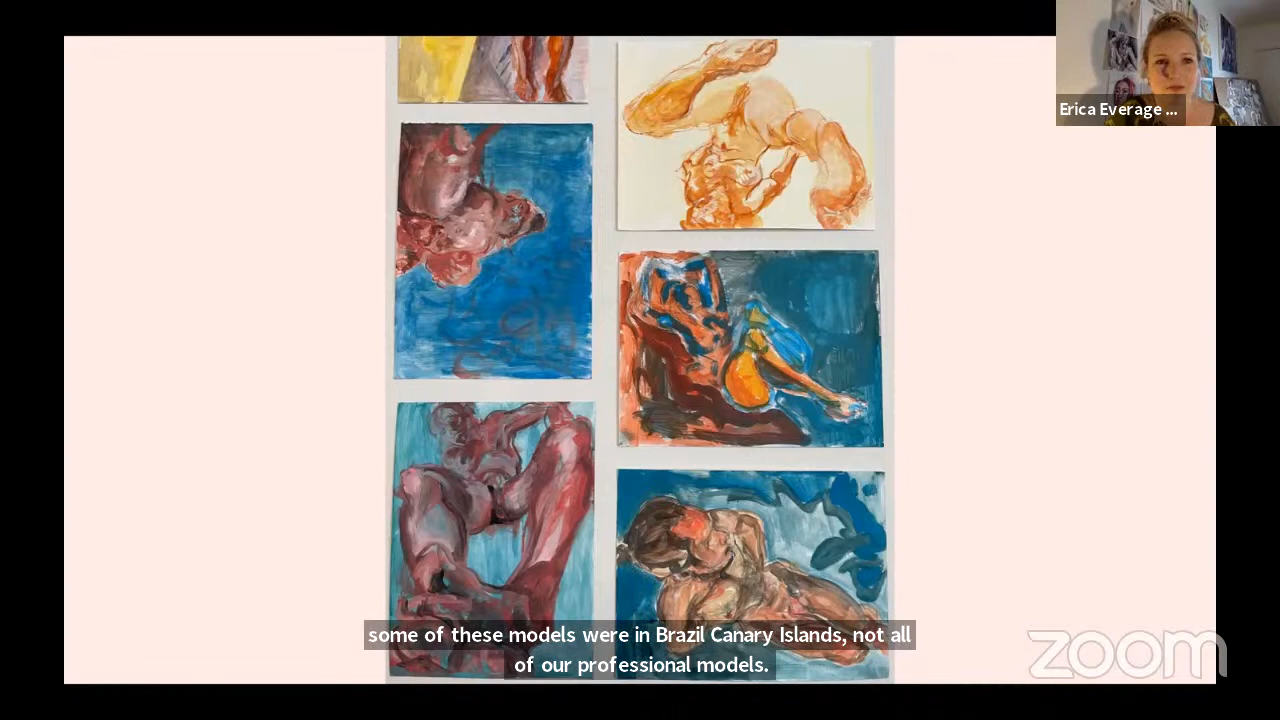 Erica Everage ...
some of these models were in Brazil Canary Islands, not all
of our professional models.
zoom